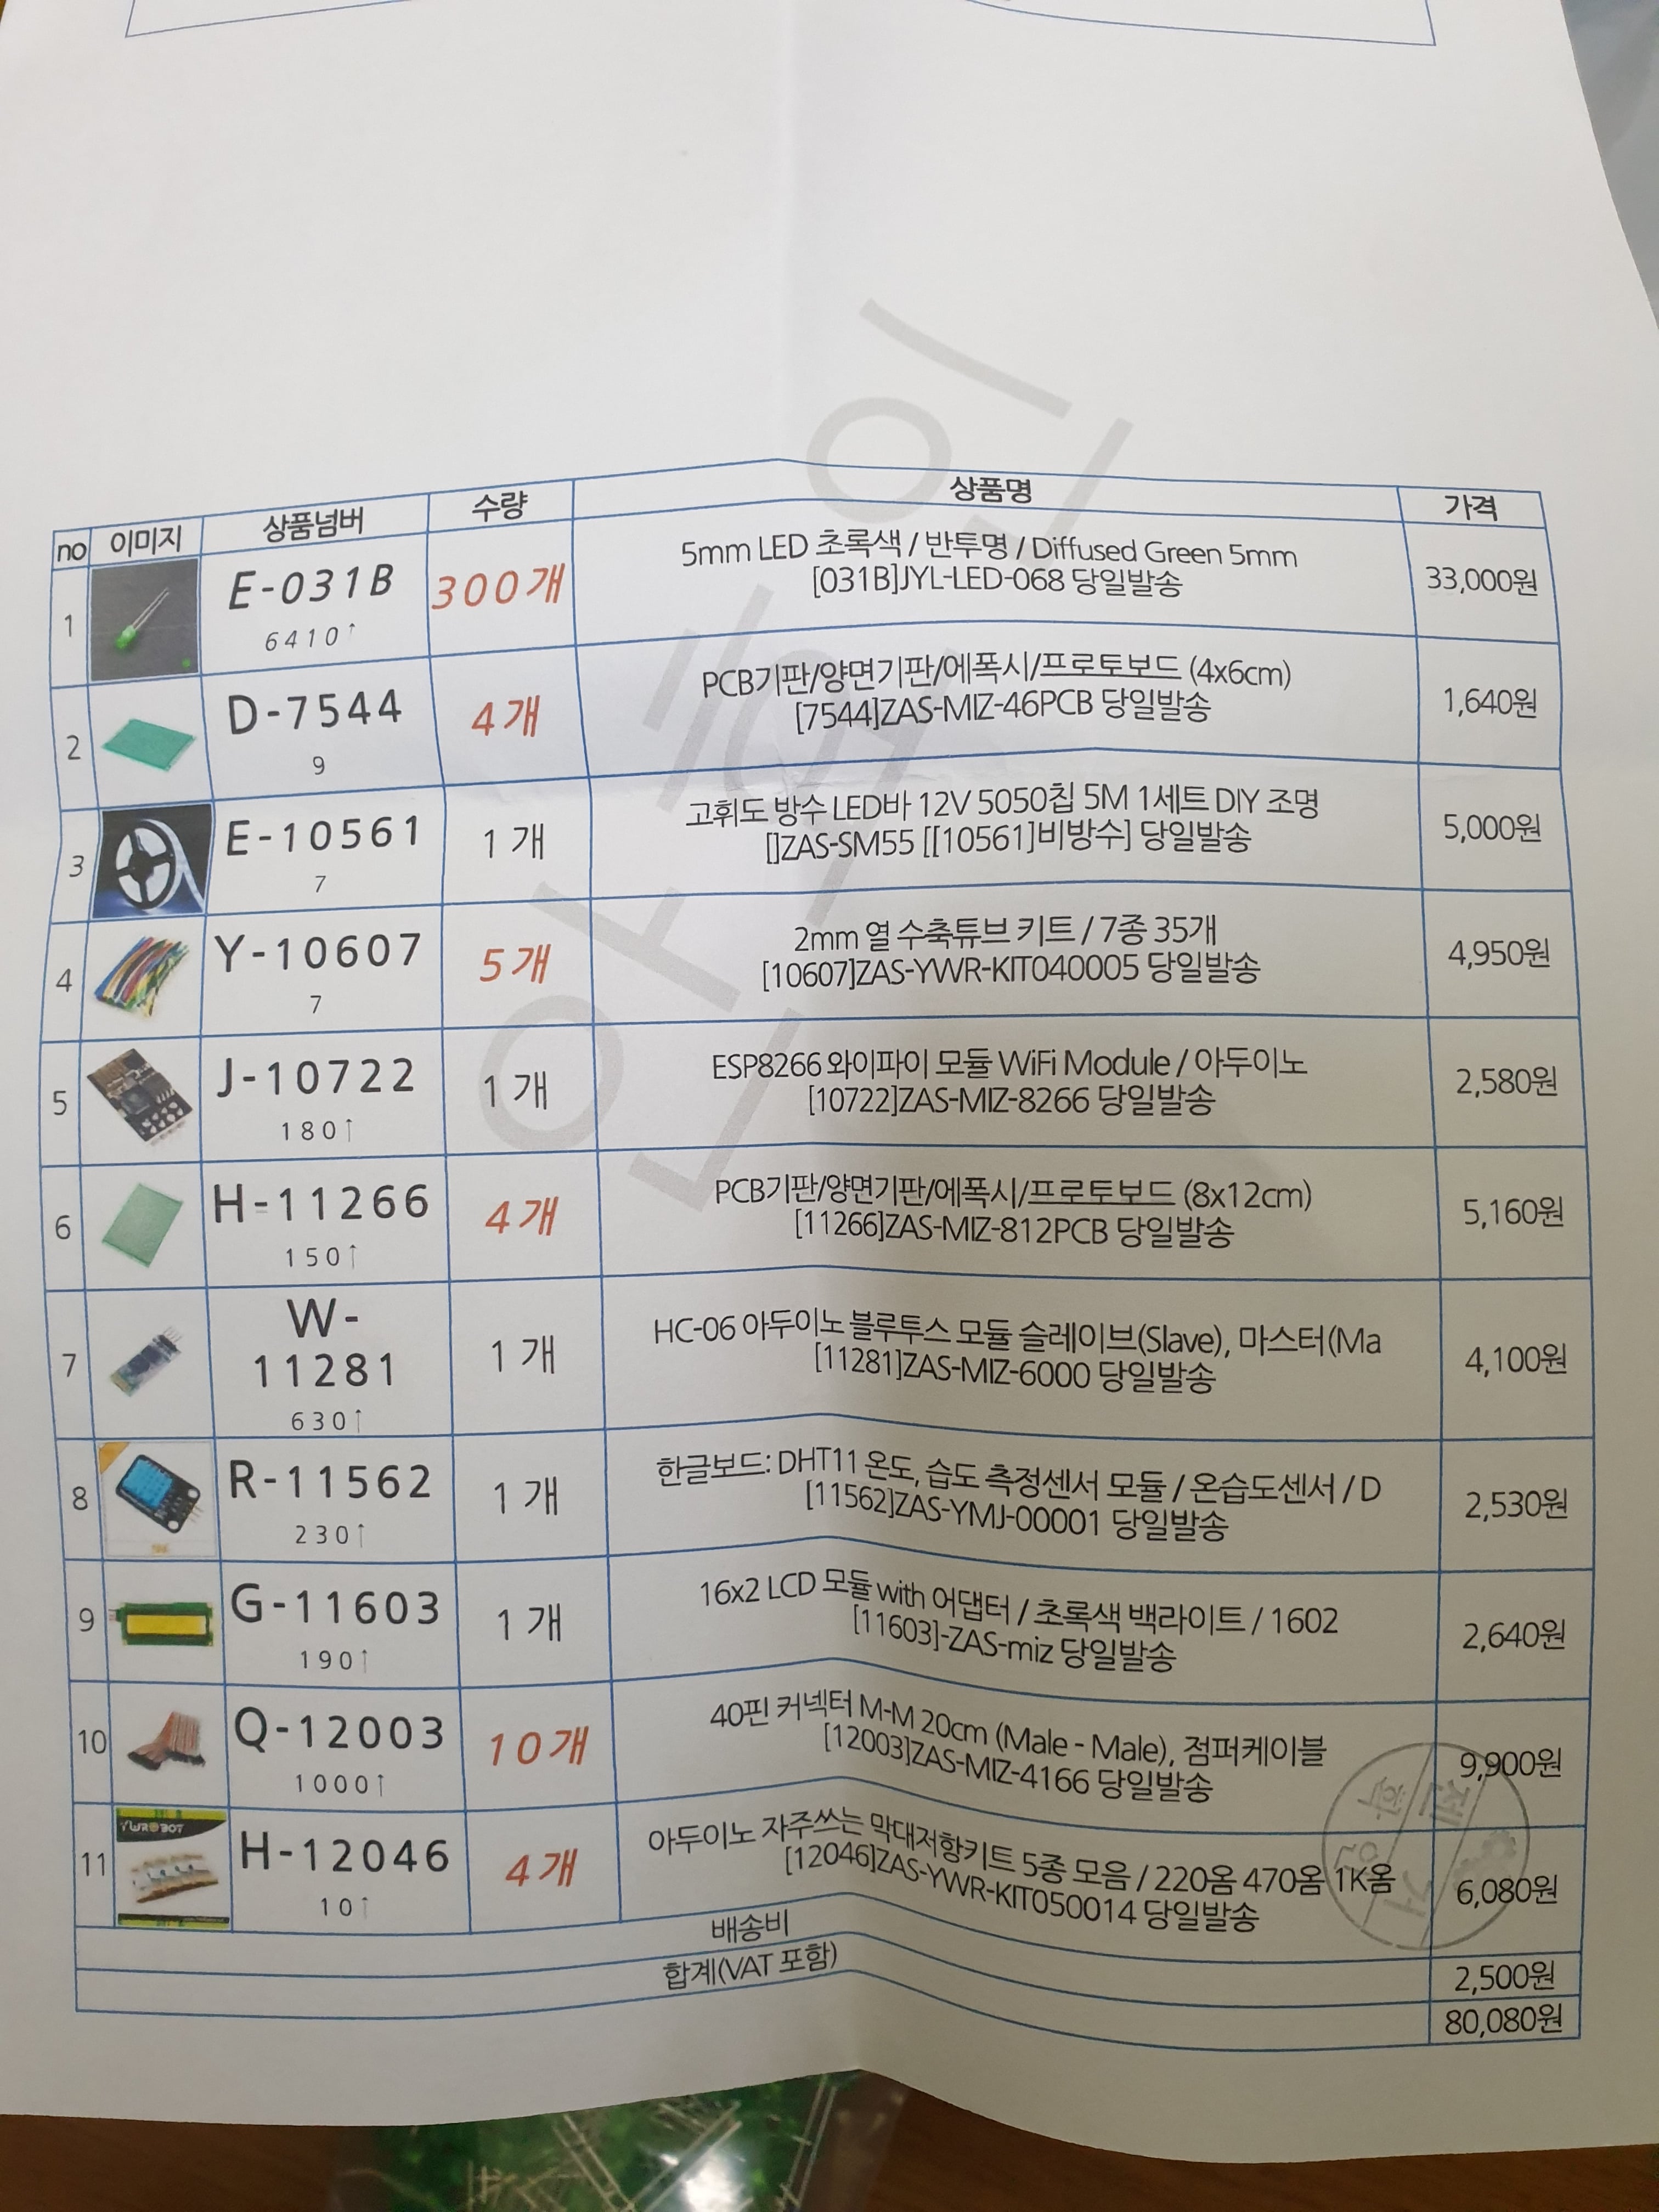 안호인
no 이미지 상품넘버 수량 상품명 가격
1 E-031B 300개 5mm LED 초록색 / 반투명 / Diffused Green 5mm 33,000원
6410↑ [031B]JYL-LED-068 당일발송
2 D-7544 4개 PCB기판/양면기판/에폭시/프로토보드 (4x6cm) 1,640원
9 [7544]ZAS-MIZ-46PCB 당일발송
3 E-10561 1개 고휘도 방수 LED바 12V 5050칩 5M 1세트 DIY 조명 5,000원
7 []ZAS-SM55 [[10561]비방수] 당일발송
4 Y-10607 5개 2mm 열 수축튜브 키트 / 7종 35개 4,950원
7 [10607]ZAS-YWR-KIT040005 당일발송
5 J-10722 1개 ESP8266 와이파이 모듈 WiFi Module / 아두이노 2,580원
180↑ [10722]ZAS-MIZ-8266 당일발송
6 H-11266 4개 PCB기판/양면기판/에폭시/프로토보드 (8x12cm) 5,160원
150↑ [11266]ZAS-MIZ-812PCB 당일발송
7 W- 1개 HC-06 아두이노 블루투스 모듈 슬레이브(Slave), 마스터(Ma 4,100원
11281 [11281]ZAS-MIZ-6000 당일발송
630↑
8 R-11562 1개 한글보드: DHT11 온도, 습도 측정센서 모듈 / 온습도센서 / D 2,530원
230↑ [11562]ZAS-YMJ-00001 당일발송
9 G-11603 1개 16x2 LCD 모듈 with 어댑터 / 초록색 백라이트 / 1602 2,640원
190↑ [11603]-ZAS-miz 당일발송
10 Q-12003 10개 40핀 커넥터 M-M 20cm (Male - Male), 점퍼케이블 9,900원
1000↑ [12003]ZAS-MIZ-4166 당일발송
YWROBOT
11 H-12046 4개 아두이노 자주쓰는 막대저항키트 5종 모음 / 220옴 470옴 1K옴 6,080원
10↑ [12046]ZAS-YWR-KIT050014 당일발송
배송비 2,500원
합계(VAT 포함) 80,080원